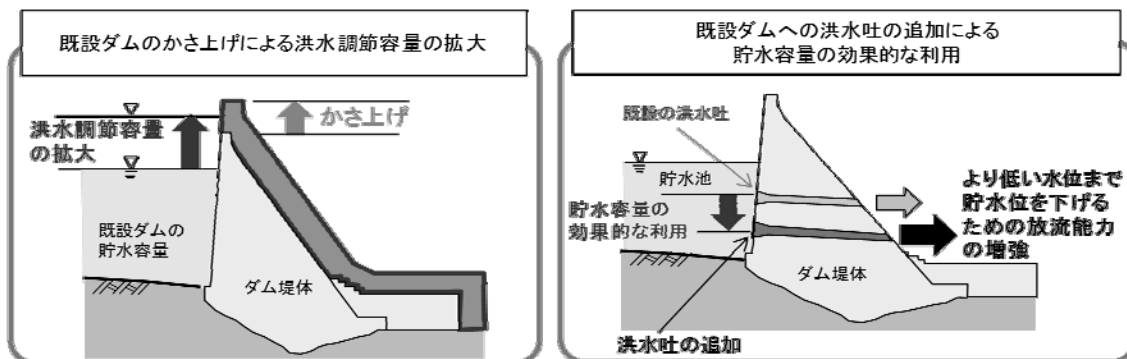 既設ダムのかさ上げによる洪水調節容量の拡大
かさ上げ
洪水調節容量
の拡大
既設ダムの
貯水容量
ダム堤体
既設ダムへの洪水吐の追加による
貯水容量の効果的な利用
既設の洪水吐
貯水池
貯水容量の
効果的な利用
より低い水位まで
貯水位を下げる
ための放流能力
の増強
ダム堤体
洪水吐の追加